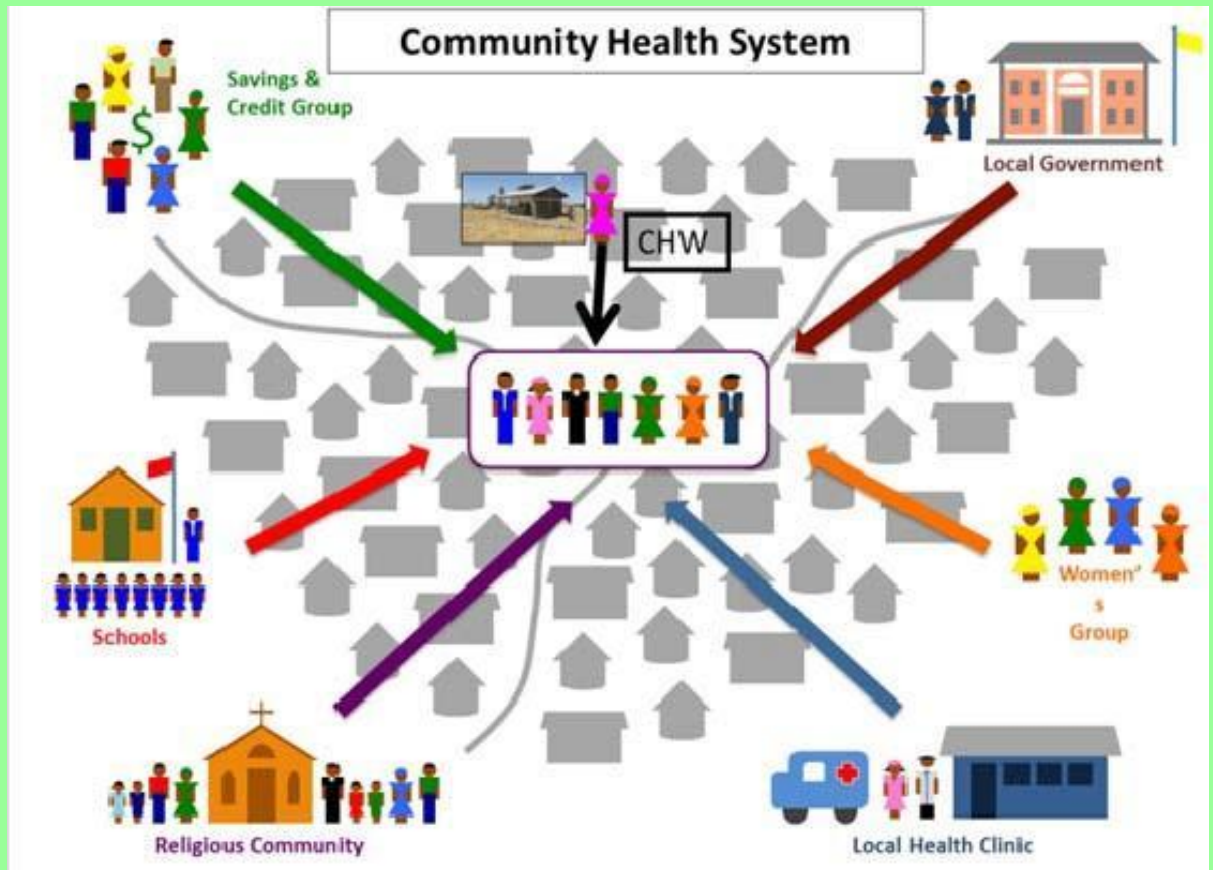 Community Health System
Savings &
Credit Group
$
Local Government
CHW
Schools
Women'
s
Group
Religious Community
Local Health Clinic